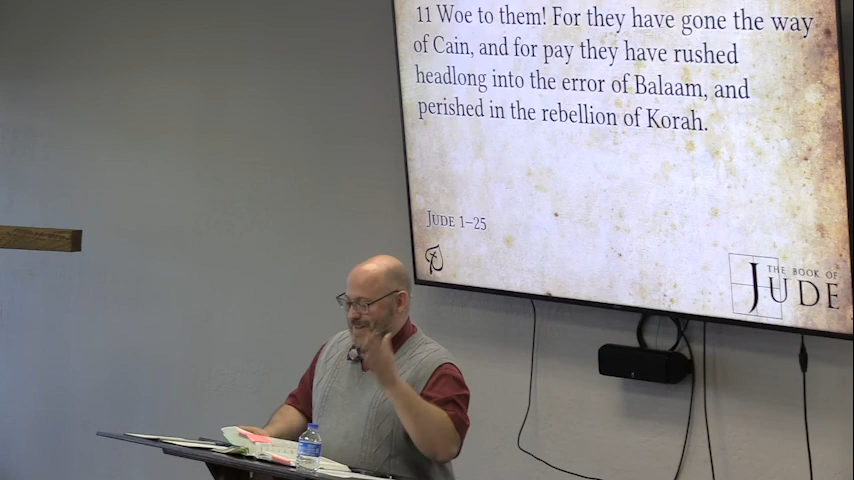 11 Woe to them! For they have gone the way
of Cain, and for pay they have rushed
headlong into the error of Balaam, and
perished in the rebellion of Korah.
JUDE 1–25
THE BOOK OF
JUDE